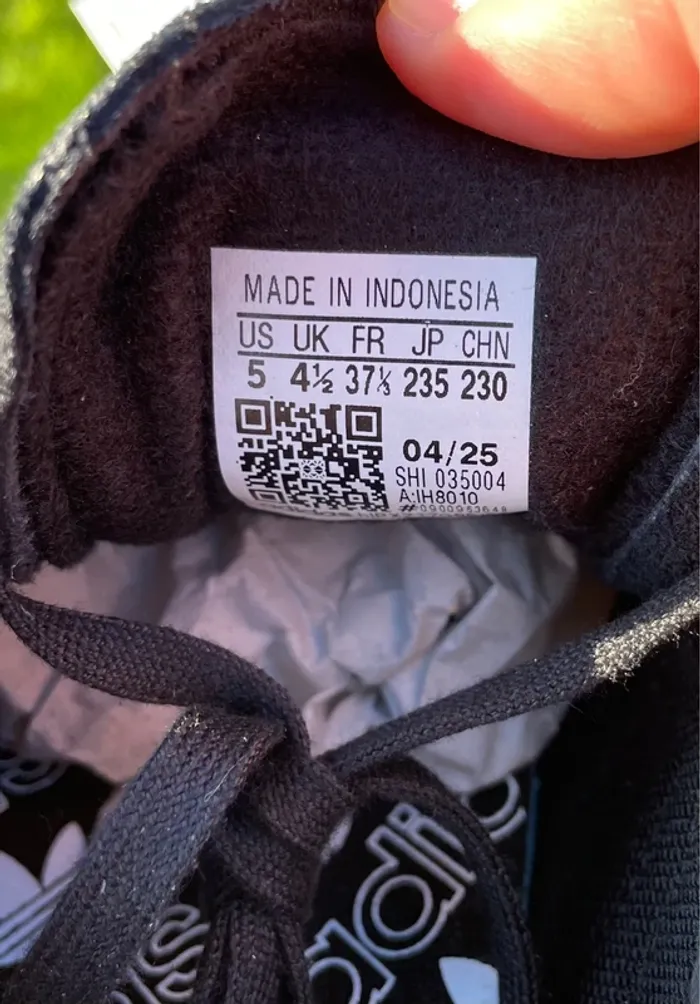 MADE IN INDONESIA
US UK FR JP CHN
5 4½ 37⅓ 235 230
04/25
SHI 035004
A:IH8010